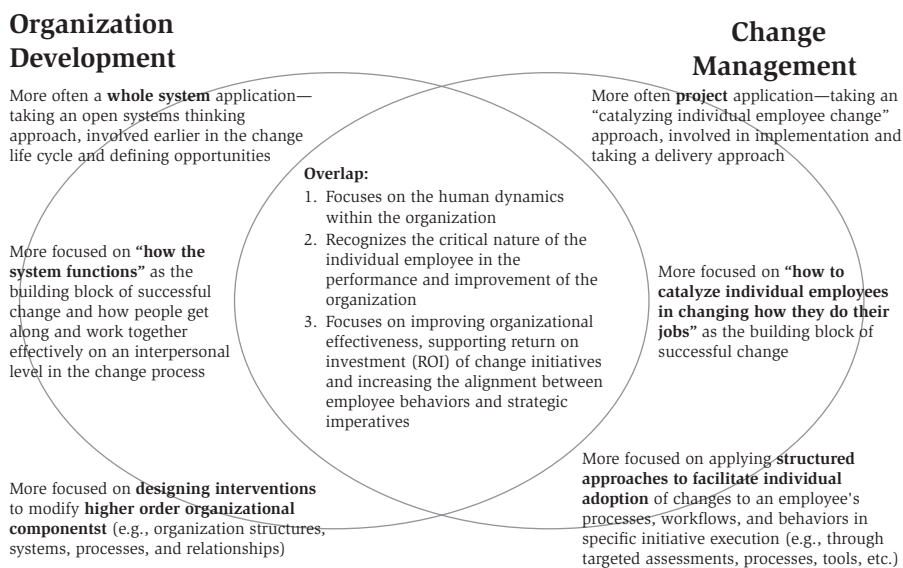 Organization
Development
More often a whole system application—
taking an open systems thinking
approach, involved earlier in the change
life cycle and defining opportunities
More focused on “how the
system functions” as the
building block of successful
change and how people get
along and work together
effectively on an interpersonal
level in the change process
More focused on designing interventions
to modify higher order organizational
componentst (e.g., organization structures,
systems, processes, and relationships)
Overlap:
1. Focuses on the human dynamics
within the organization
2. Recognizes the critical nature of the
individual employee in the
performance and improvement of the
organization
3. Focuses on improving organizational
effectiveness, supporting return on
investment (ROI) of change initiatives
and increasing the alignment between
employee behaviors and strategic
imperatives
Change
Management
More often project application—taking an
“catalyzing individual employee change”
approach, involved in implementation and
taking a delivery approach
More focused on “how to
catalyze individual employees
in changing how they do their
jobs” as the building block of
successful change
More focused on applying structured
approaches to facilitate individual
adoption of changes to an employee's
processes, workflows, and behaviors in
specific initiative execution (e.g., through
targeted assessments, processes, tools, etc.)